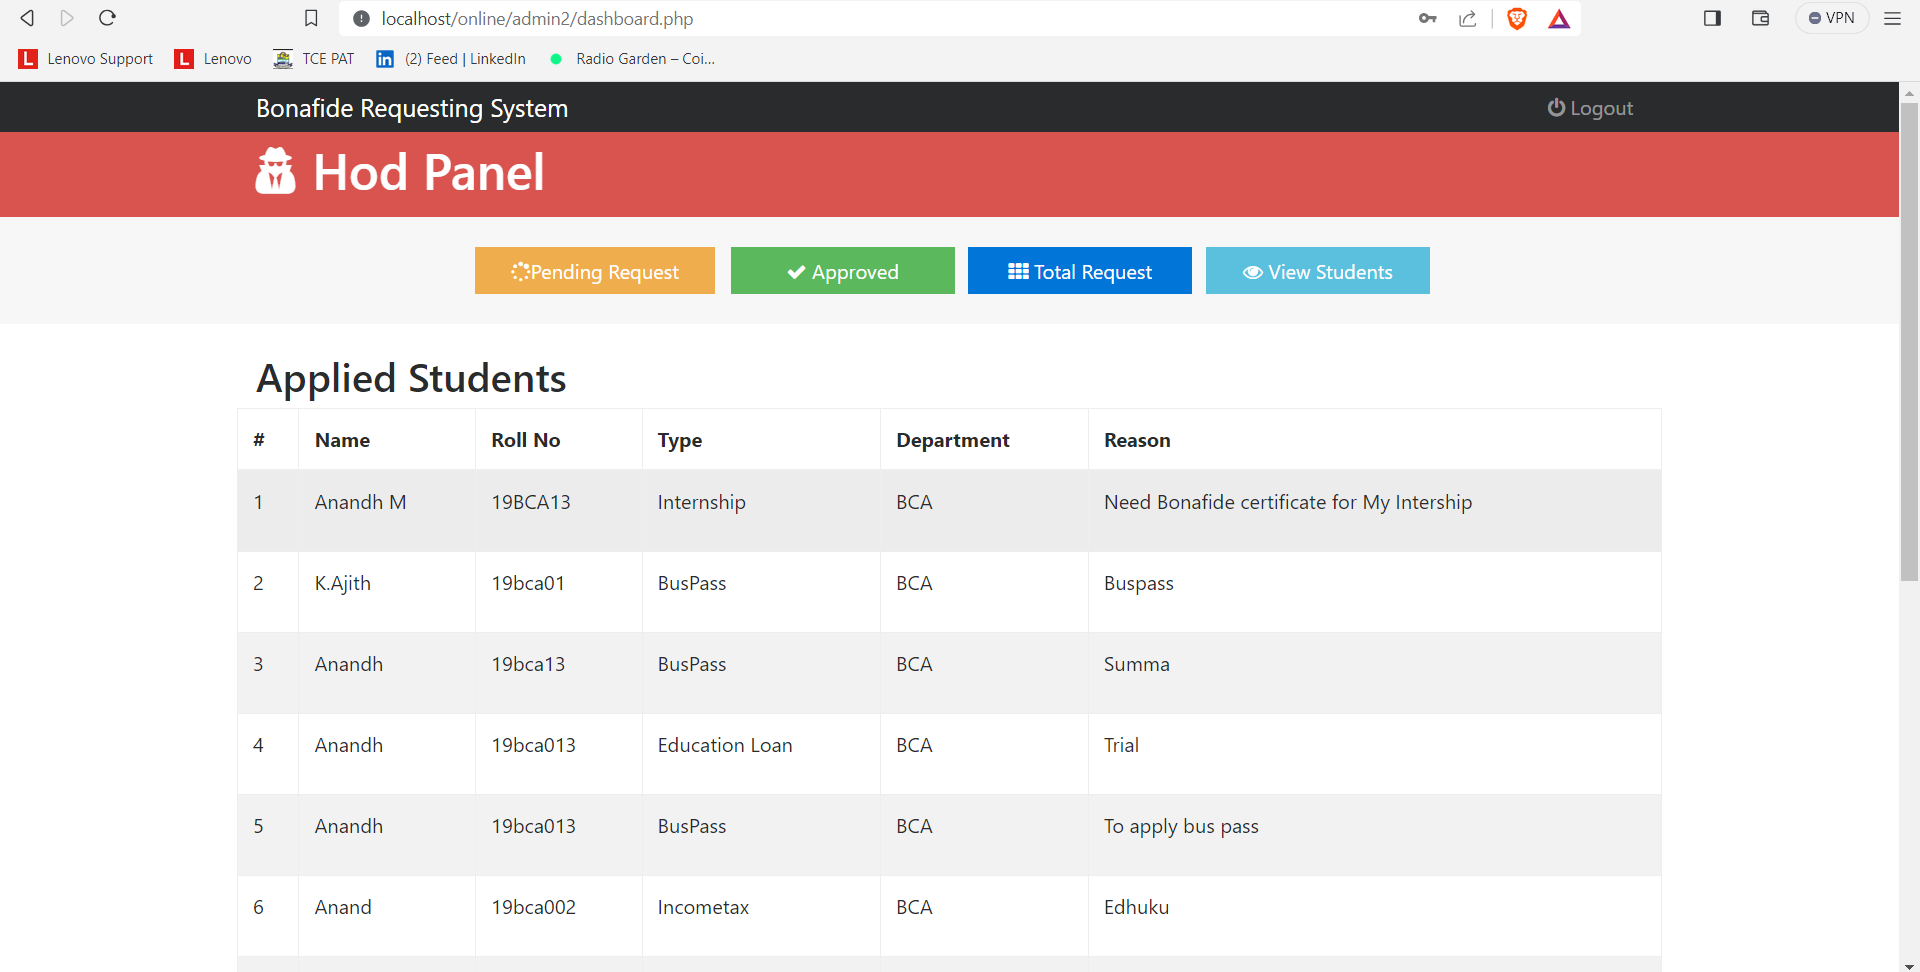 localhost/online/admin2/dashboard.php
VPN
Lenovo Support
Lenovo
TCE PAT
(2) Feed | LinkedIn
Radio Garden – Coi...
Bonafide Requesting System
Logout
Hod Panel
Pending Request
Approved
Total Request
View Students
Applied Students
# Name Roll No Type Department Reason
1 Anandh M 19BCA13 Internship BCA Need Bonafide certificate for My Intership
2 K.Ajith 19bca01 BusPass BCA Buspass
3 Anandh 19bca13 BusPass BCA Summa
4 Anandh 19bca013 Education Loan BCA Trial
5 Anandh 19bca013 BusPass BCA To apply bus pass
6 Anand 19bca002 Incometax BCA Edhuku